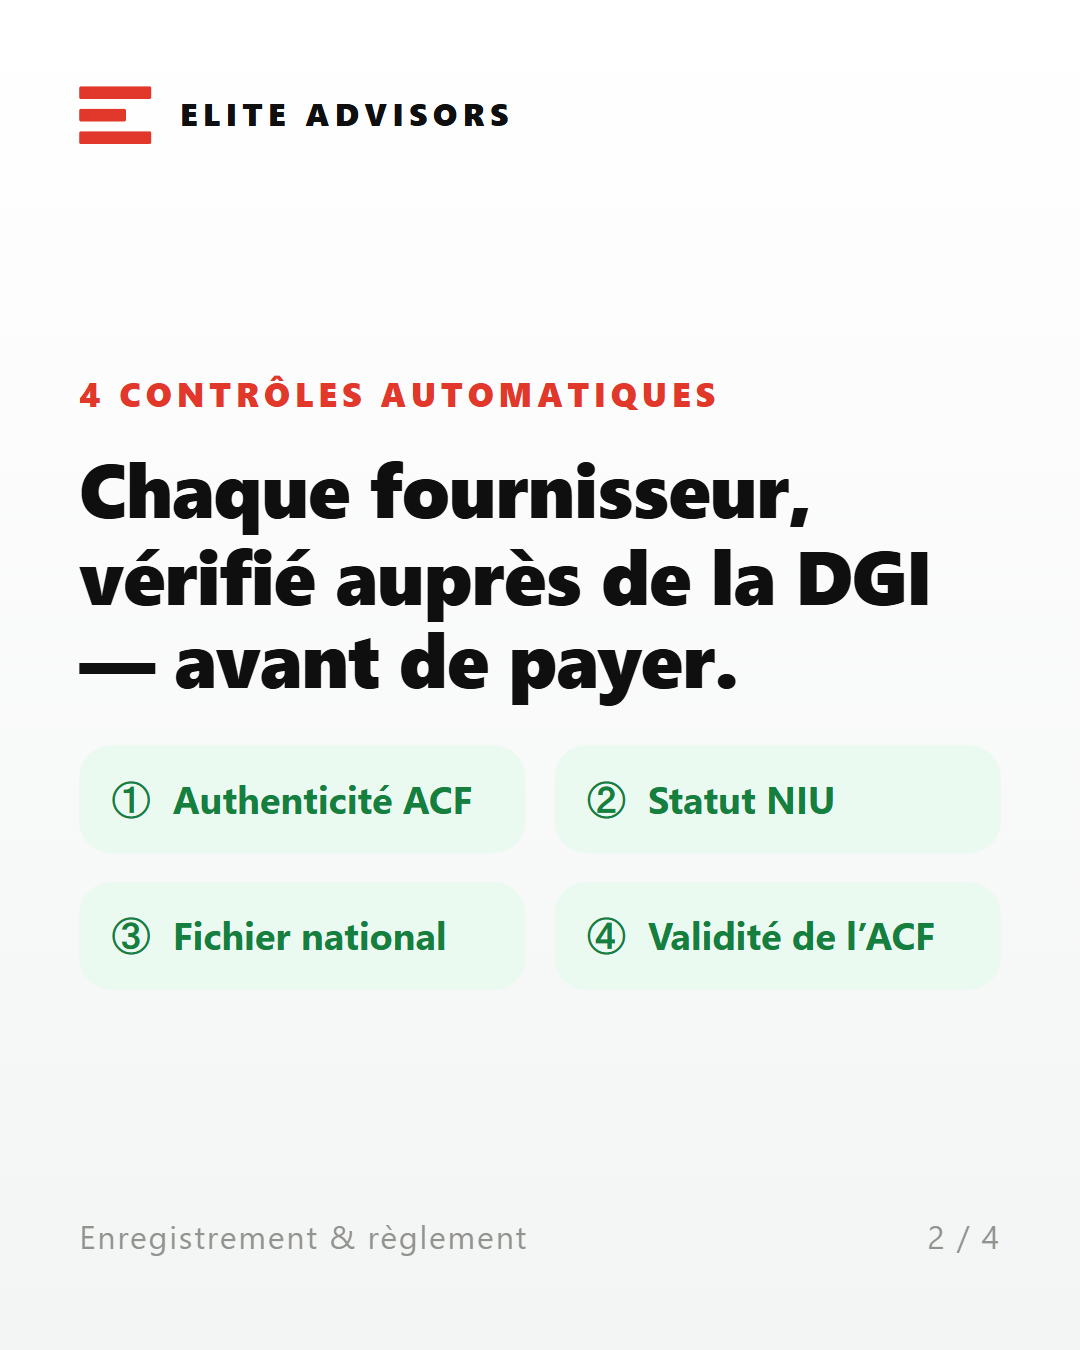 ELITE ADVISORS
4 CONTRÔLES AUTOMATIQUES
Chaque fournisseur,
vérifié auprès de la DGI
— avant de payer.
① Authenticité ACF
② Statut NIU
③ Fichier national
④ Validité de l’ACF
Enregistrement & règlement
2 / 4